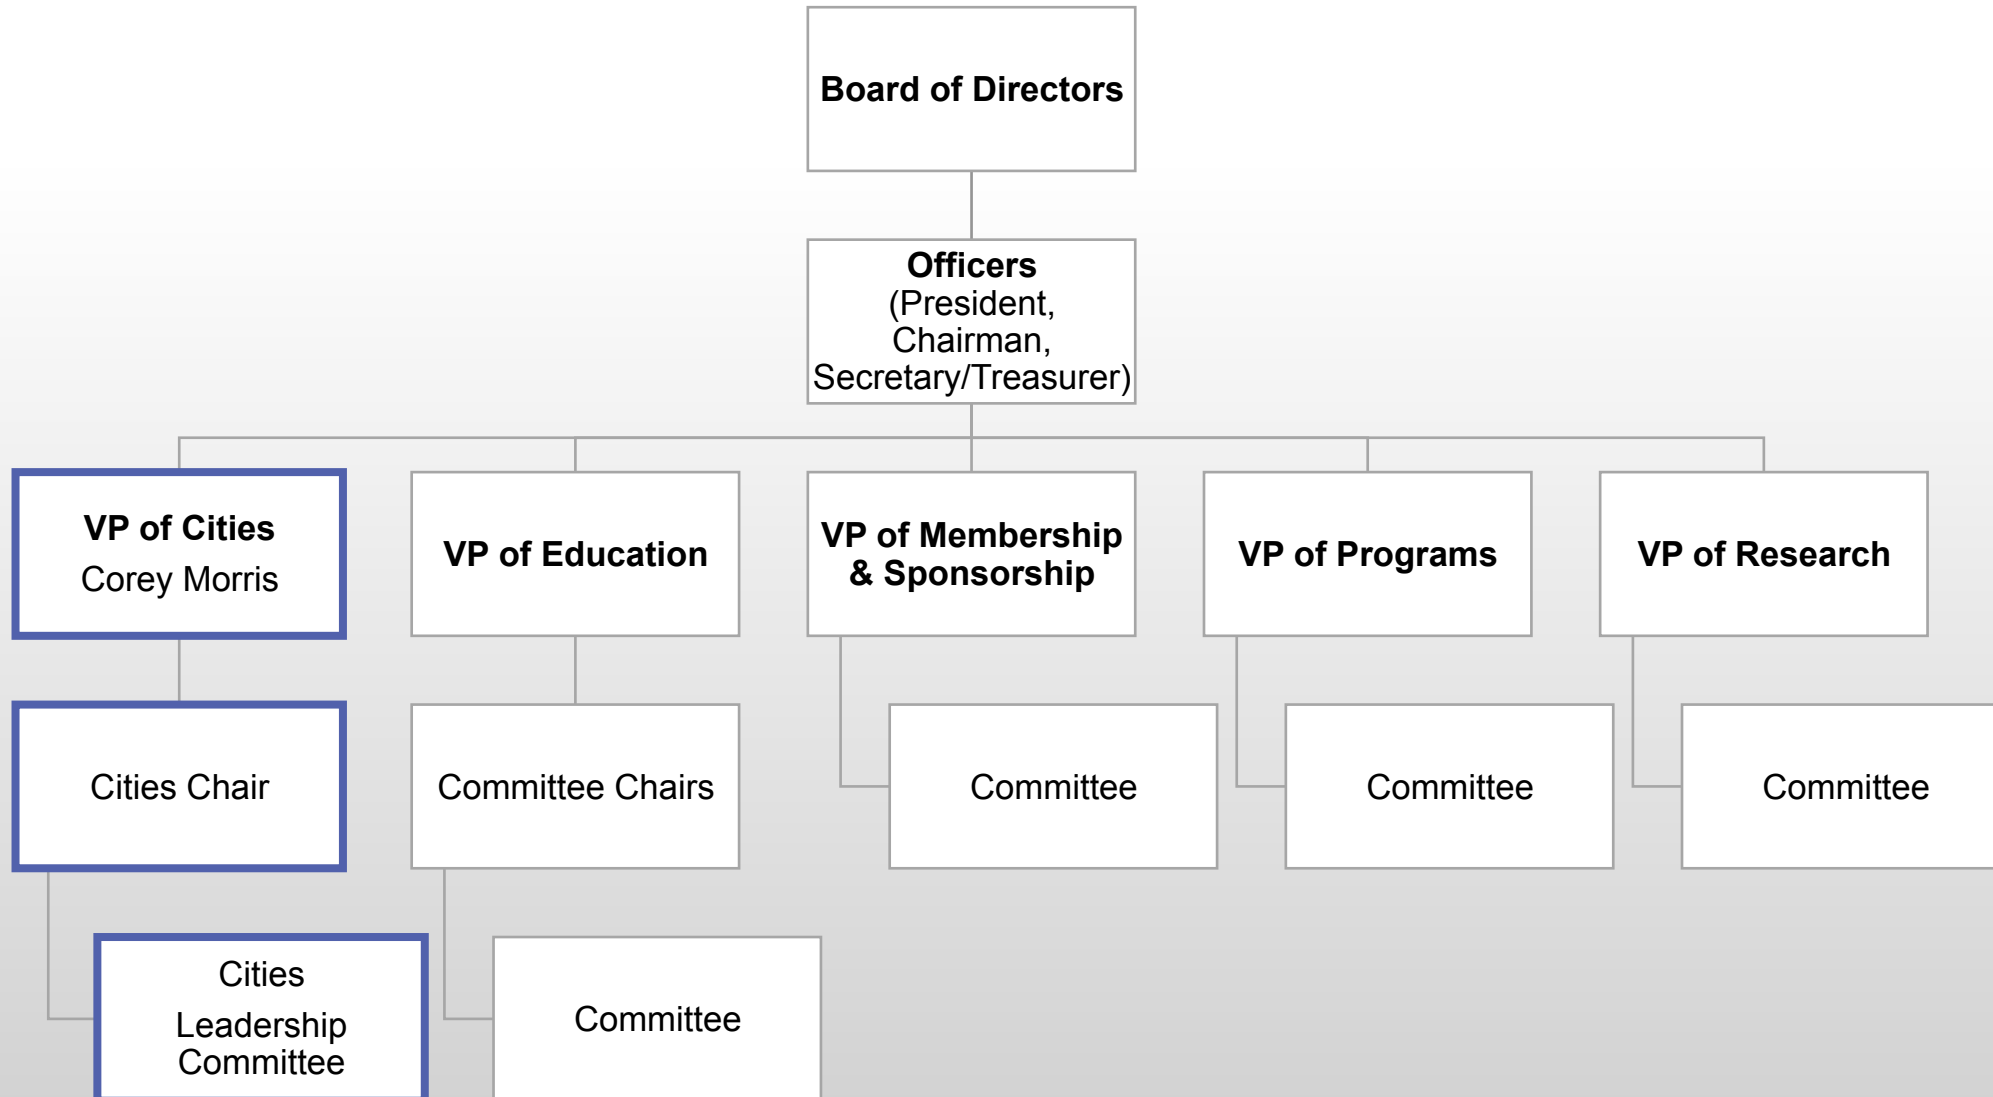 Board of Directors
Officers
(President,
Chairman,
Secretary/Treasurer)
VP of Cities
Corey Morris
VP of Education
VP of Membership
& Sponsorship
VP of Programs
VP of Research
Cities Chair
Committee Chairs
Committee
Committee
Committee
Cities
Leadership
Committee
Committee